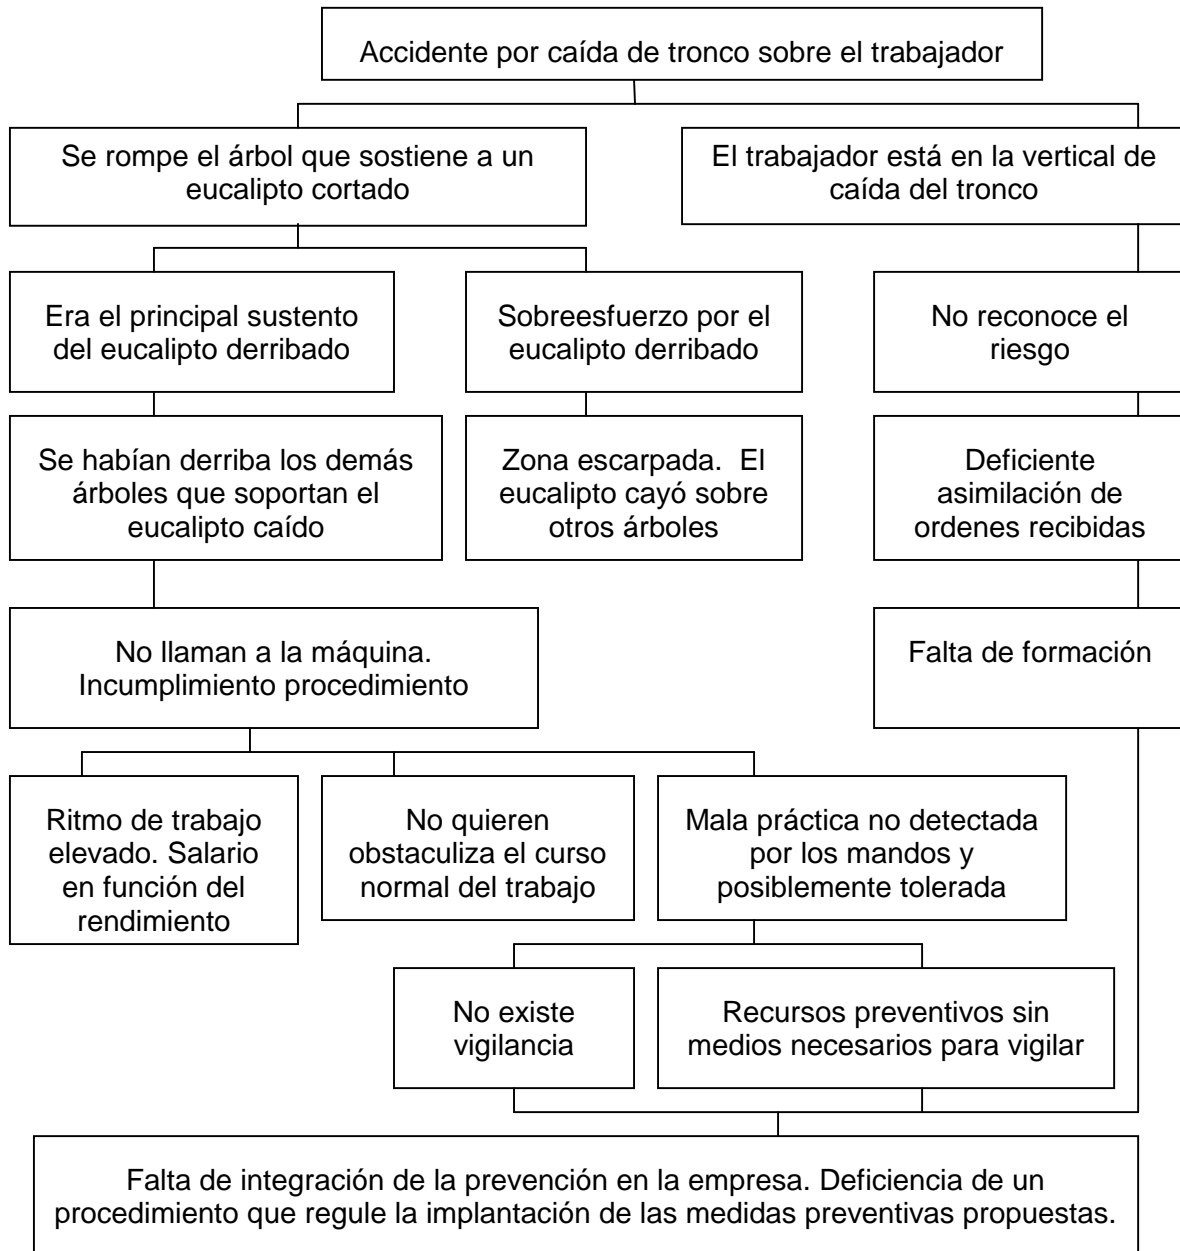 Accidente por caída de tronco sobre el trabajador
Se rompe el árbol que sostiene a un
eucalipto cortado
El trabajador está en la vertical de
caída del tronco
Era el principal sustento
del eucalipto derribado
Sobreesfuerzo por el
eucalipto derribado
No reconoce el
riesgo
Se habían derriba los demás
árboles que soportan el
eucalipto caído
Zona escarpada.  El
eucalipto cayó sobre
otros árboles
Deficiente
asimilación de
ordenes recibidas
No llaman a la máquina.
Incumplimiento procedimiento
Falta de formación
Ritmo de trabajo
elevado. Salario
en función del
rendimiento
No quieren
obstaculiza el curso
normal del trabajo
Mala práctica no detectada
por los mandos y
posiblemente tolerada
No existe
vigilancia
Recursos preventivos sin
medios necesarios para vigilar
Falta de integración de la prevención en la empresa. Deficiencia de un
procedimiento que regule la implantación de las medidas preventivas propuestas.